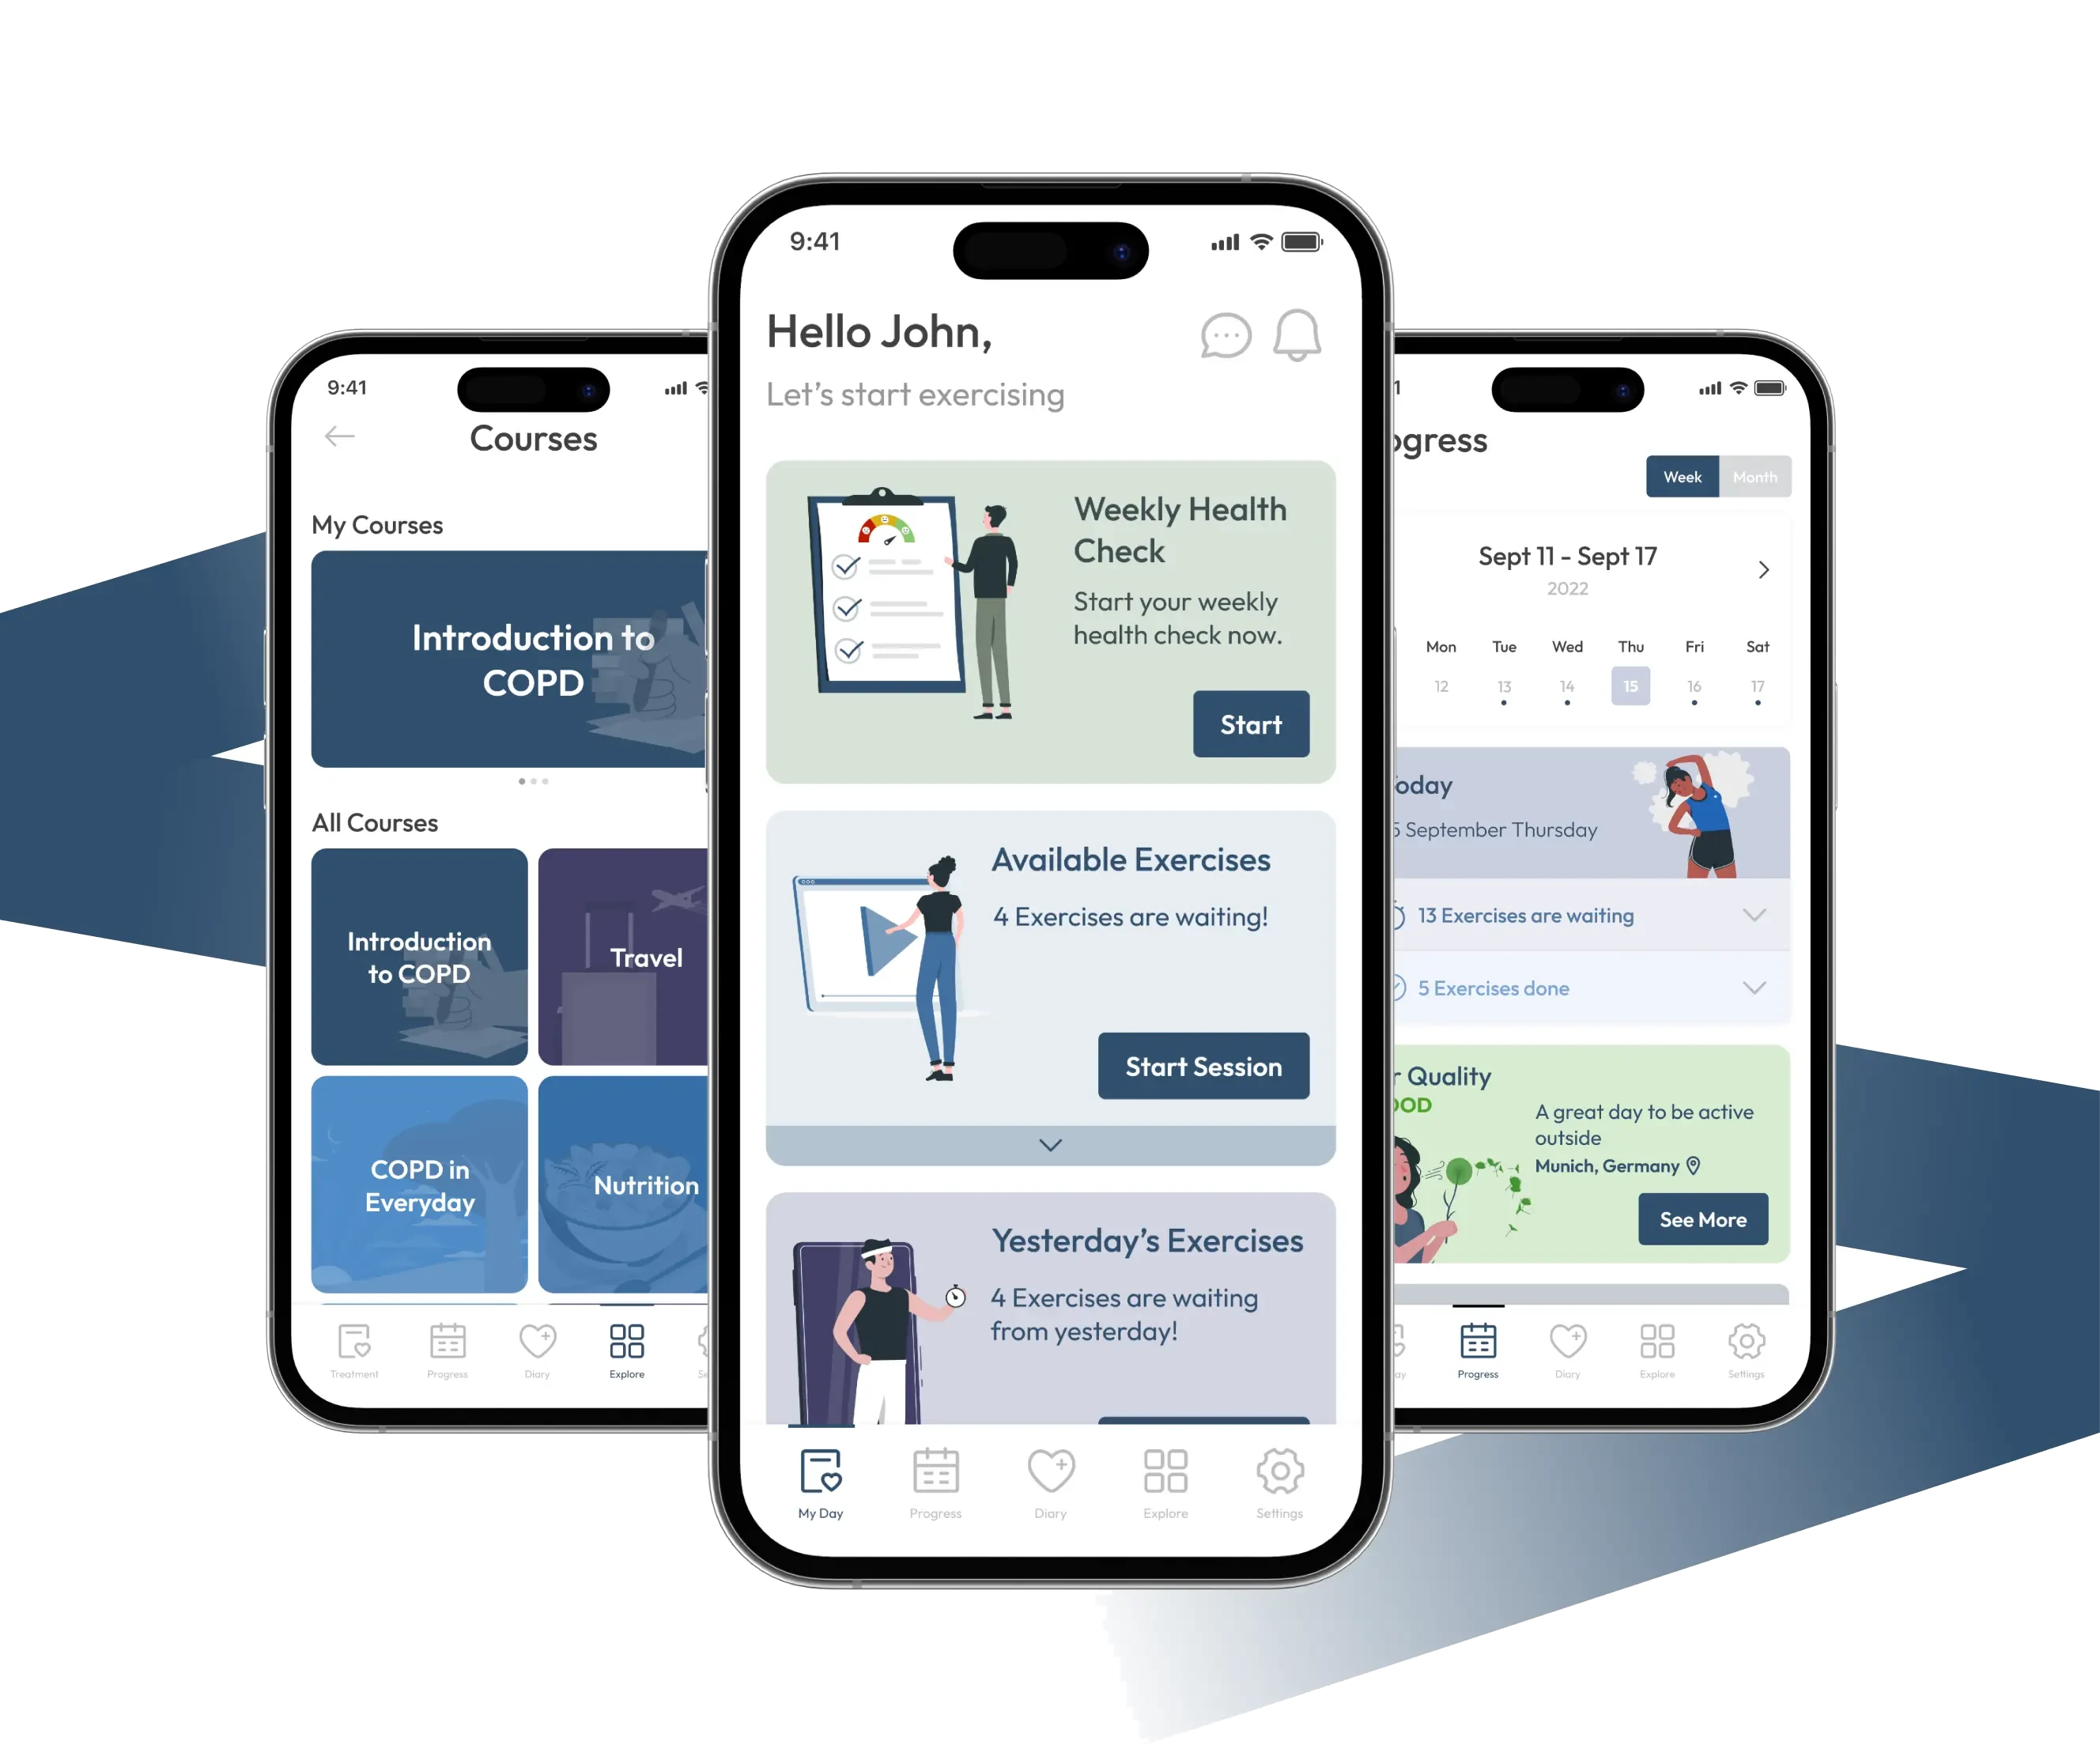 9:41
Courses
My Courses
Introduction to
COPD
All Courses
Introduction
to COPD
Travel
COPD in
Everyday
Nutrition
Treatment
Progress
Diary
Explore
9:41
Hello John,
Let's start exercising
Weekly Health
Check
Start your weekly
health check now.
Start
Available Exercises
4 Exercises are waiting!
Start Session
Yesterday's Exercises
4 Exercises are waiting
from yesterday!
My Day
Progress
Diary
Explore
Settings
ogress
Week
Month
Sept 11 - Sept 17
2022
Mon Tue Wed Thu Fri Sat
12 13 14 15 16 17
oday
September Thursday
13 Exercises are waiting
5 Exercises done
r Quality
OOD
A great day to be active
outside
Munich, Germany
See More
ay
Progress
Diary
Explore
Settings